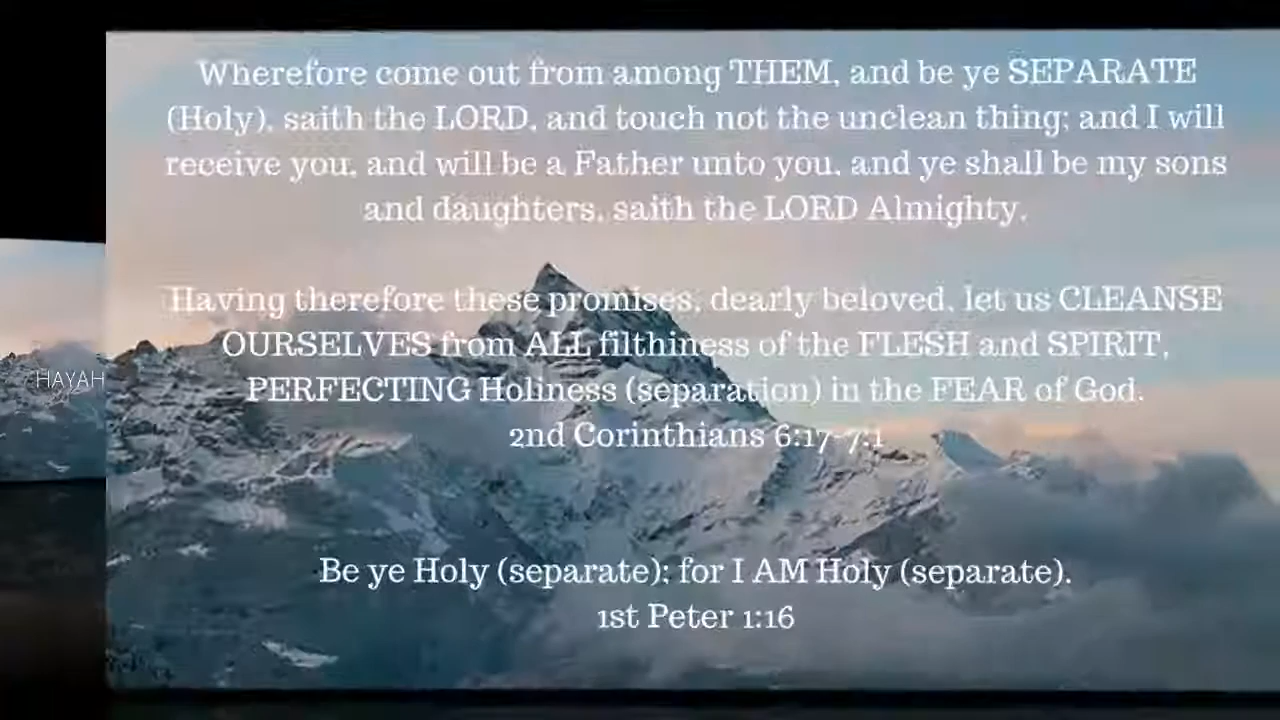 Wherefore come out from among THEM, and be ye SEPARATE
(Holy), saith the LORD, and touch not the unclean thing; and I will
receive you, and will be a Father unto you, and ye shall be my sons
and daughters, saith the LORD Almighty.
Having therefore these promises, dearly beloved, let us CLEANSE
OURSELVES from ALL filthiness of the FLESH and SPIRIT,
PERFECTING Holiness (separation) in the FEAR of God.
2nd Corinthians 6:17-7:1
HAYAH
Be ye Holy (separate); for I AM Holy (separate).
1st Peter 1:16